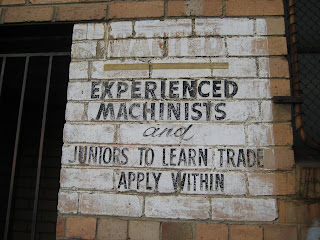 WANTED
EXPERIENCED
MACHINISTS
and
JUNIORS TO LEARN TRADE
APPLY WITHIN